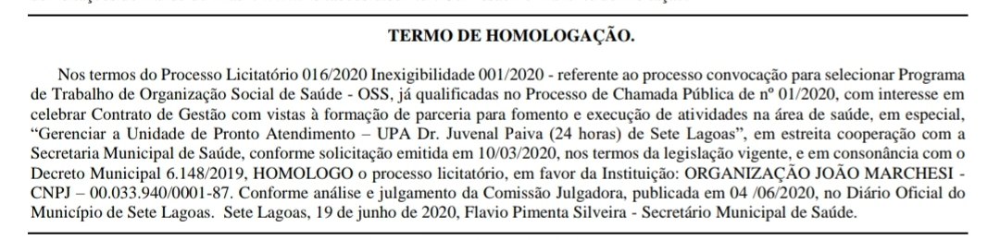 TERMO DE HOMOLOGAÇÃO.
Nos termos do Processo Licitatório 016/2020 Inexigibilidade 001/2020 - referente ao processo convocação para selecionar Programa
de Trabalho de Organização Social de Saúde - OSS, já qualificadas no Processo de Chamada Pública de nº 01/2020, com interesse em
celebrar Contrato de Gestão com vistas à formação de parceria para fomento e execução de atividades na área de saúde, em especial,
“Gerenciar a Unidade de Pronto Atendimento – UPA Dr. Juvenal Paiva (24 horas) de Sete Lagoas”, em estreita cooperação com a
Secretaria Municipal de Saúde, conforme solicitação emitida em 10/03/2020, nos termos da legislação vigente, e em consonância com o
Decreto Municipal 6.148/2019, HOMOLOGO o processo licitatório, em favor da Instituição: ORGANIZAÇÃO JOÃO MARCHESI -
CNPJ – 00.033.940/0001-87. Conforme análise e julgamento da Comissão Julgadora, publicada em 04 /06/2020, no Diário Oficial do
Município de Sete Lagoas. Sete Lagoas, 19 de junho de 2020, Flavio Pimenta Silveira - Secretário Municipal de Saúde.